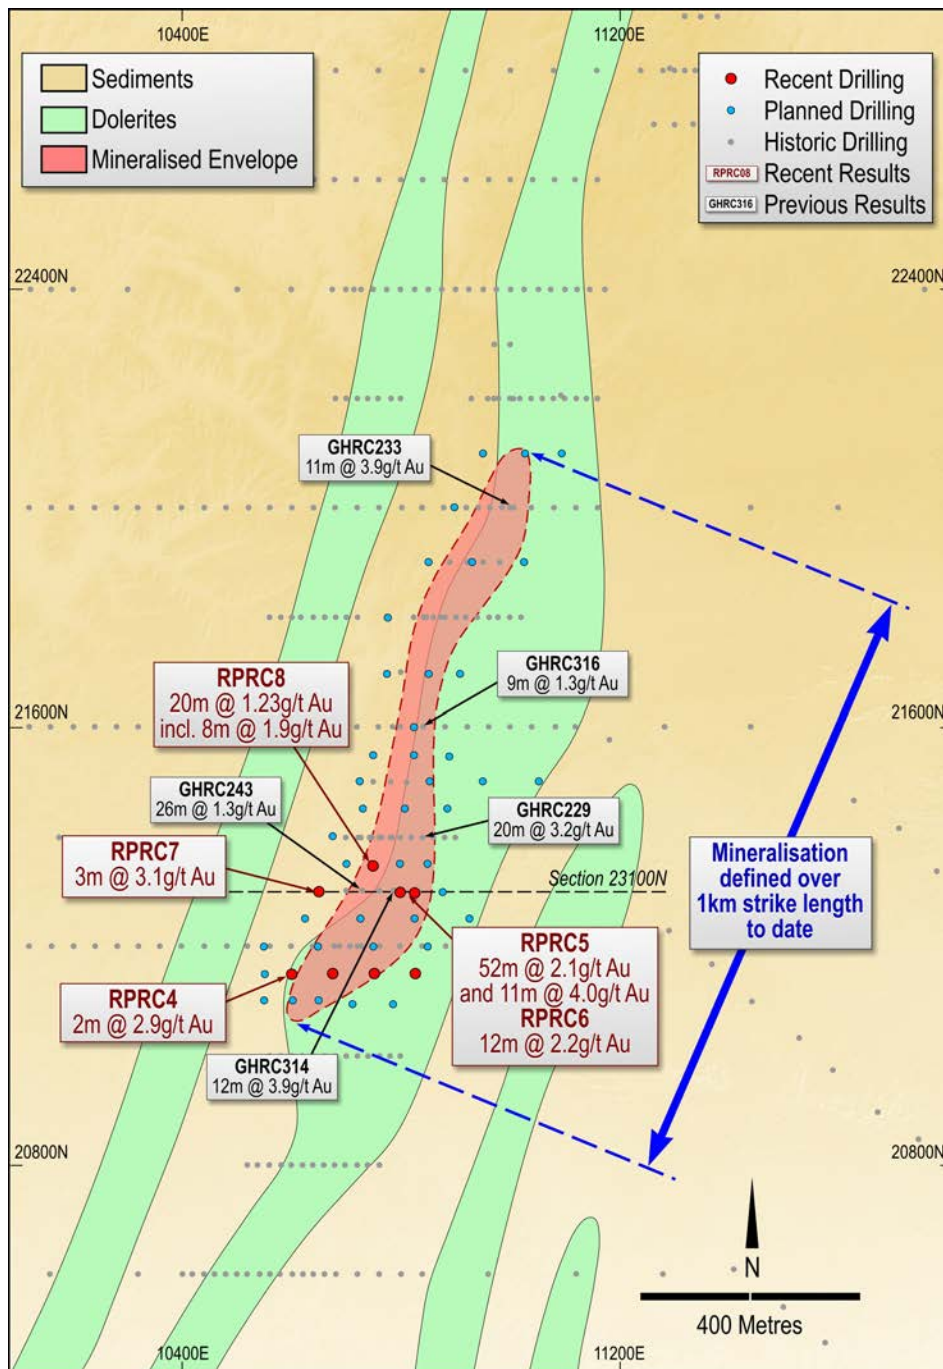 10400E
11200E
Sediments
Dolerites
Mineralised Envelope
Recent Drilling
Planned Drilling
Historic Drilling
RPRC08 Recent Results
GHRC316 Previous Results
22400N
22400N
GHRC233
11m @ 3.9g/t Au
GHRC316
9m @ 1.3g/t Au
RPRC8
20m @ 1.23g/t Au
incl. 8m @ 1.9g/t Au
21600N
21600N
GHRC243
26m @ 1.3g/t Au
GHRC229
20m @ 3.2g/t Au
RPRC7
3m @ 3.1g/t Au
Section 23100N
Mineralisation
defined over
1km strike length
to date
RPRC5
52m @ 2.1g/t Au
and 11m @ 4.0g/t Au
RPRC6
12m @ 2.2g/t Au
RPRC4
2m @ 2.9g/t Au
GHRC314
12m @ 3.9g/t Au
20800N
20800N
N
400 Metres
10400E
11200E